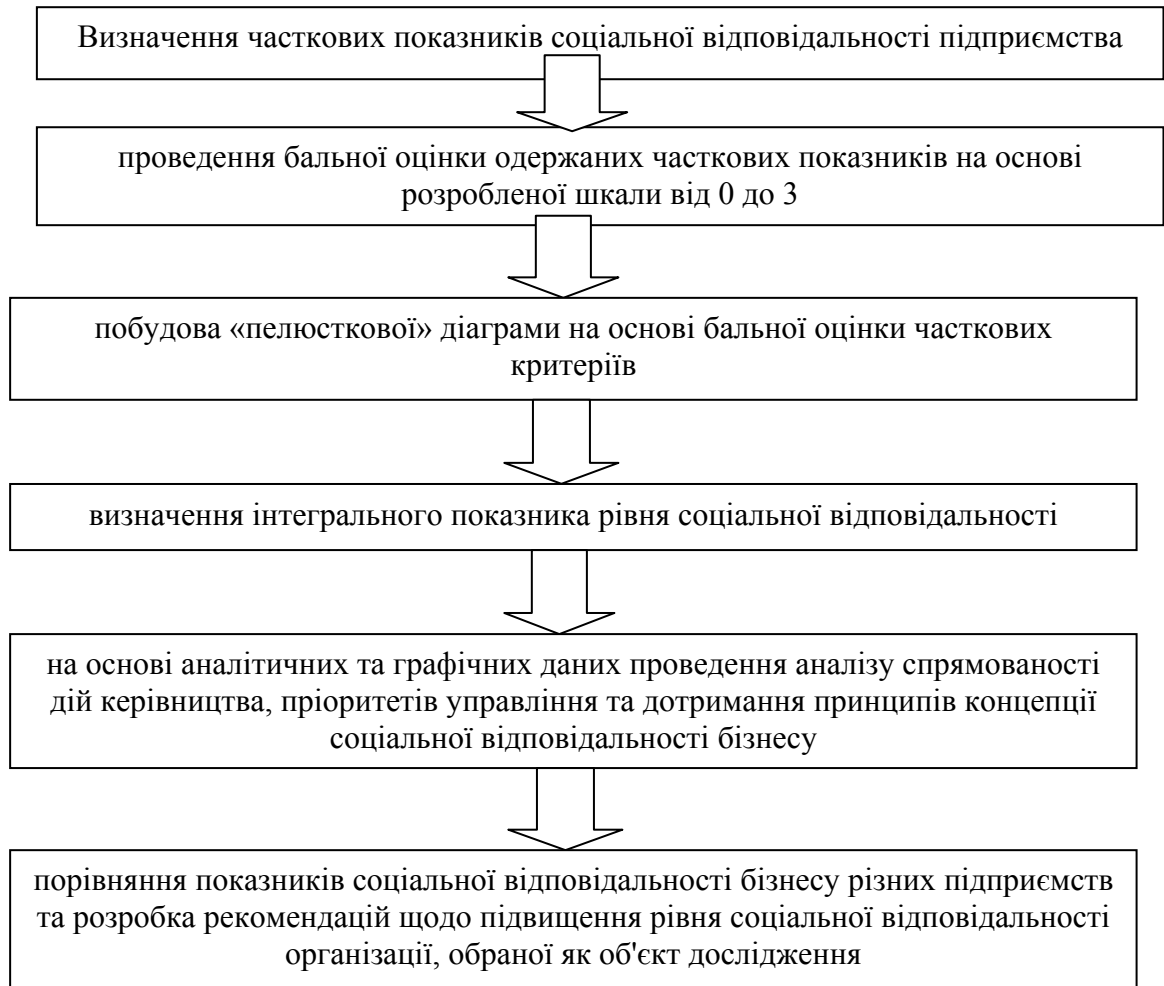 Визначення часткових показників соціальної відповідальності підприємства
проведення бальної оцінки одержаних часткових показників на основі
розробленої шкали від 0 до 3
побудова «пелюсткової» діаграми на основі бальної оцінки часткових
критеріїв
визначення інтегрального показника рівня соціальної відповідальності
на основі аналітичних та графічних даних проведення аналізу спрямованості
дій керівництва, пріоритетів управління та дотримання принципів концепції
соціальної відповідальності бізнесу
порівняння показників соціальної відповідальності бізнесу різних підприємств
та розробка рекомендацій щодо підвищення рівня соціальної відповідальності
організації, обраної як об'єкт дослідження